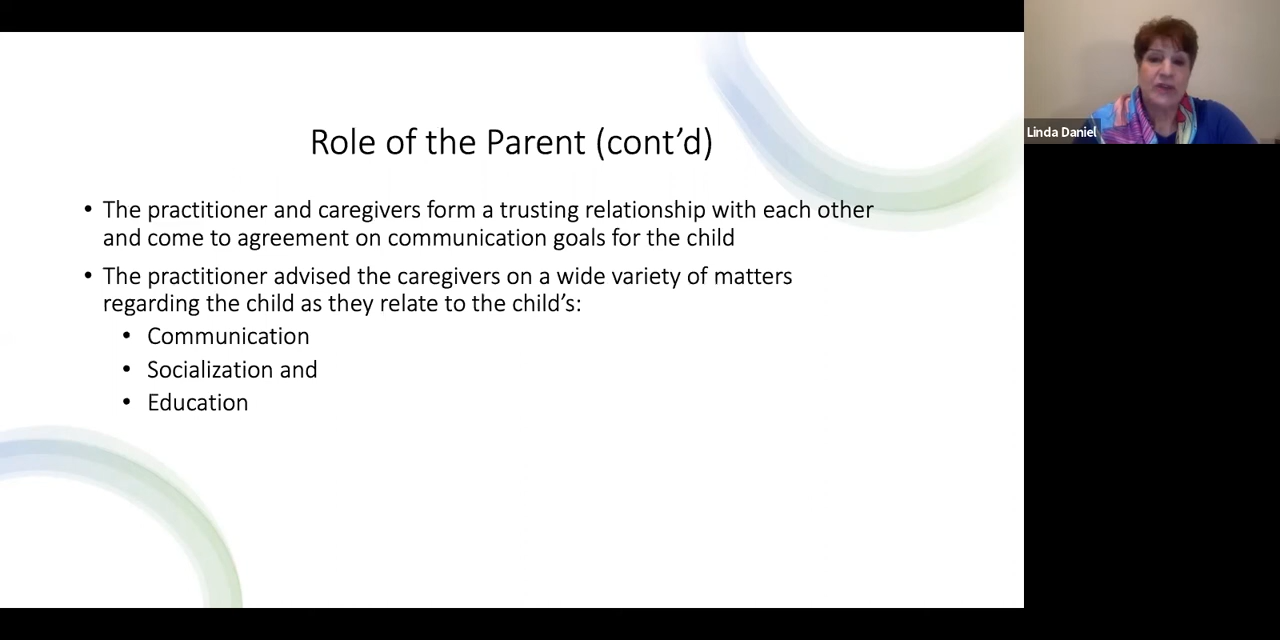 Role of the Parent (cont’d)
• The practitioner and caregivers form a trusting relationship with each other
and come to agreement on communication goals for the child
• The practitioner advised the caregivers on a wide variety of matters
regarding the child as they relate to the child’s:
• Communication
• Socialization and
• Education
Linda Daniel